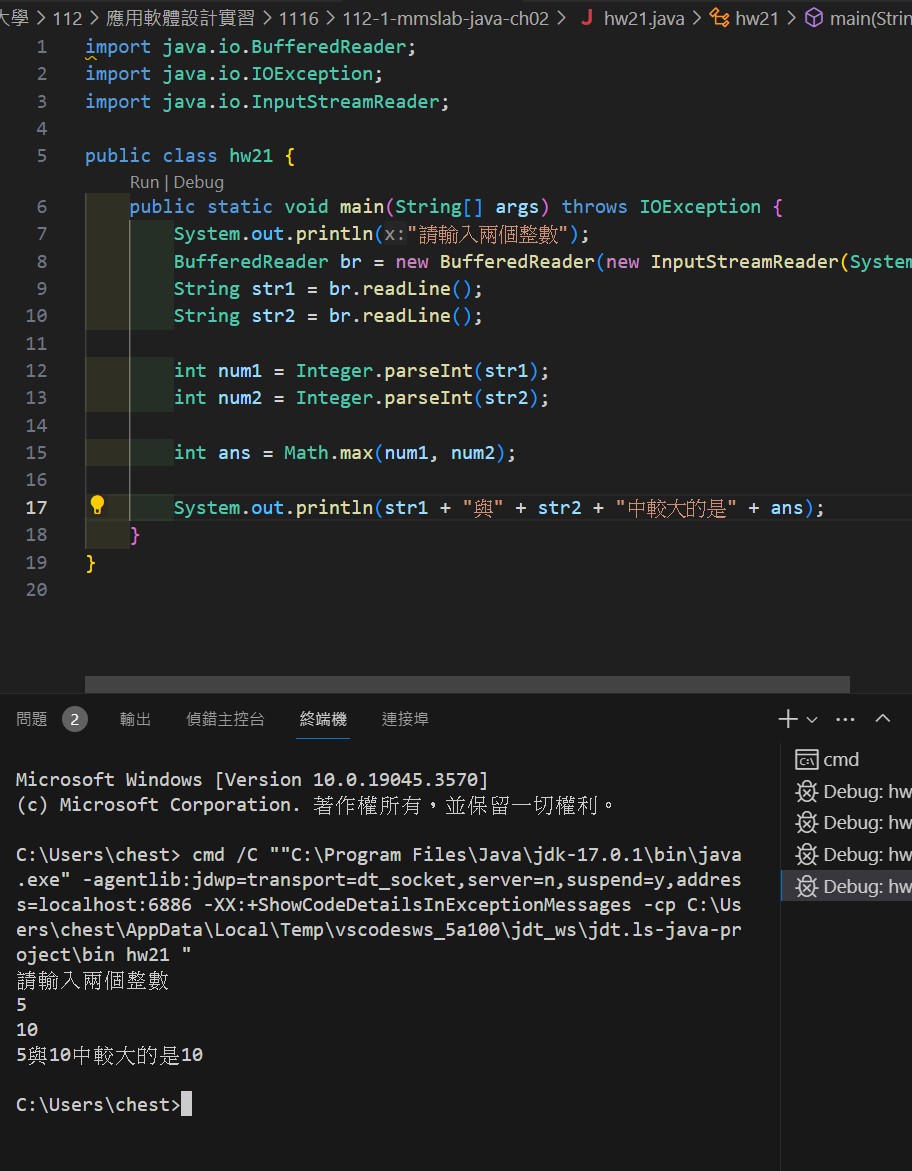 大學 > 112 > 應用軟體設計實習 > 1116 > 112-1-mmslab-java-ch02 > J hw21.java > hw21 > main(Strin
1 import java.io.BufferedReader;
2 import java.io.IOException;
3 import java.io.InputStreamReader;
4
5 public class hw21 {
Run | Debug
6 public static void main(String[] args) throws IOException {
7 System.out.println(x:"請輸入兩個整數");
8 BufferedReader br = new BufferedReader(new InputStreamReader(System
9 String str1 = br.readLine();
10 String str2 = br.readLine();
11
12 int num1 = Integer.parseInt(str1);
13 int num2 = Integer.parseInt(str2);
14
15 int ans = Math.max(num1, num2);
16
17 System.out.println(str1 + "與" + str2 + "中較大的是" + ans);
18 }
19 }
20
問題 2 輸出 偵錯主控台 終端機 連接埠
Microsoft Windows [Version 10.0.19045.3570]
(c) Microsoft Corporation. 著作權所有，並保留一切權利。
C:\Users\chest> cmd /C ""C:\Program Files\Java\jdk-17.0.1\bin\java
.exe" -agentlib:jdwp=transport=dt_socket,server=n,suspend=y,addres
s=localhost:6886 -XX:+ShowCodeDetailsInExceptionMessages -cp C:\Us
ers\chest\AppData\Local\Temp\vscodesws_5a100\jdt_ws\jdt.ls-java-pr
oject\bin hw21 "
請輸入兩個整數
5
10
5與10中較大的是10
C:\Users\chest>
cmd
Debug: hw
Debug: hw
Debug: hw
Debug: hw